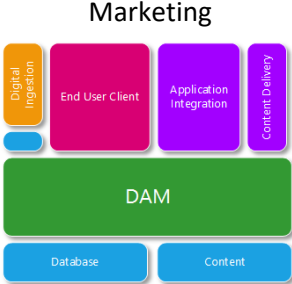 Marketing
Digital
Ingestion
End User Client
Application
Integration
Content Delivery
DAM
Database
Content